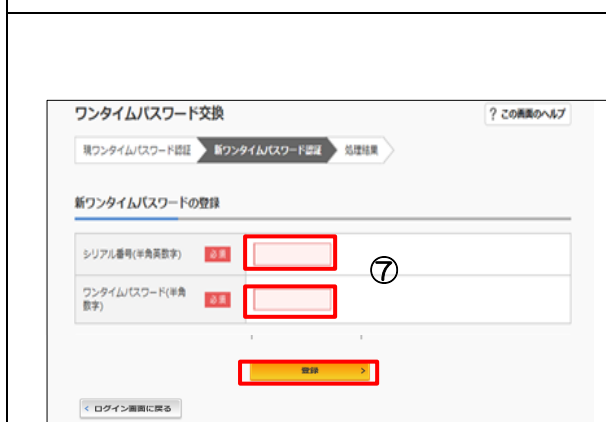 ワンタイムパスワード交換
? この画面のヘルプ
現ワンタイムパスワード認証 新ワンタイムパスワード認証 処理結果
新ワンタイムパスワードの登録
シリアル番号(半角英数字) 必須
⑦
ワンタイムパスワード(半角
数字) 必須
登録 >
< ログイン画面に戻る